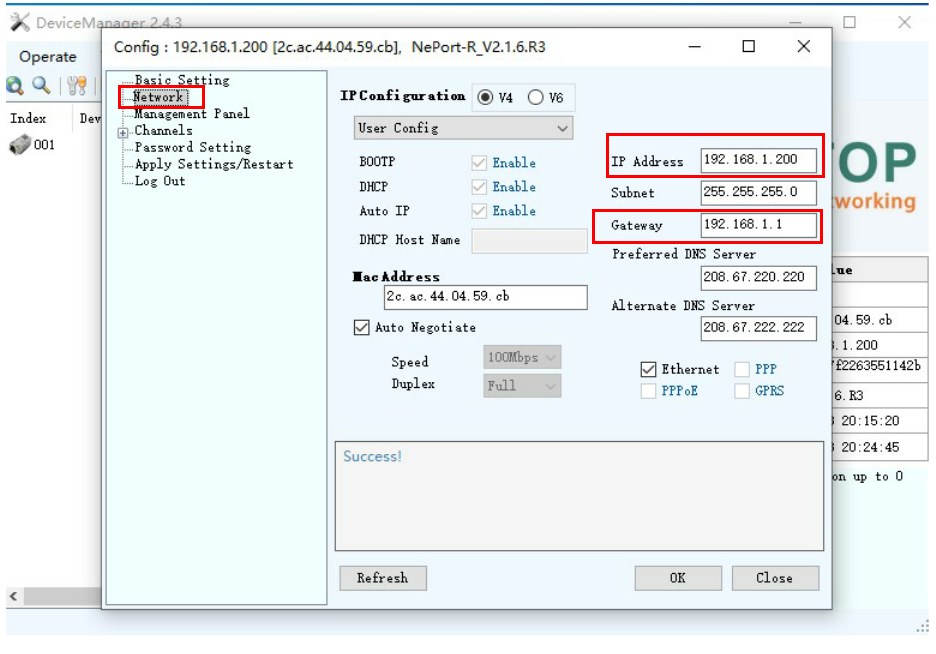 DeviceManager 2.4.3
Operate
Index Dev
001
Config : 192.168.1.200 [2c.ac.44.04.59.cb], NePort-R_V2.1.6.R3
Basic Setting
Network
Management Panel
Channels
Password Setting
Apply Settings/Restart
Log Out
IPConfiguration V4 V6
User Config
BOOTP Enable
DHCP Enable
Auto IP Enable
DHCP Host Name
MacAddress
2c.ac.44.04.59.cb
Auto Negotiate
Speed 100Mbps
Duplex Full
IP Address 192.168.1.200
Subnet 255.255.255.0
Gateway 192.168.1.1
Preferred DNS Server
208.67.220.220
Alternate DNS Server
208.67.222.222
Ethernet PPP
PPPoE GPRS
Success!
Refresh OK Close
OP
working
lue
04.59.cb
.1.200
f2263551142b
6.R3
20:15:20
20:24:45
on up to 0